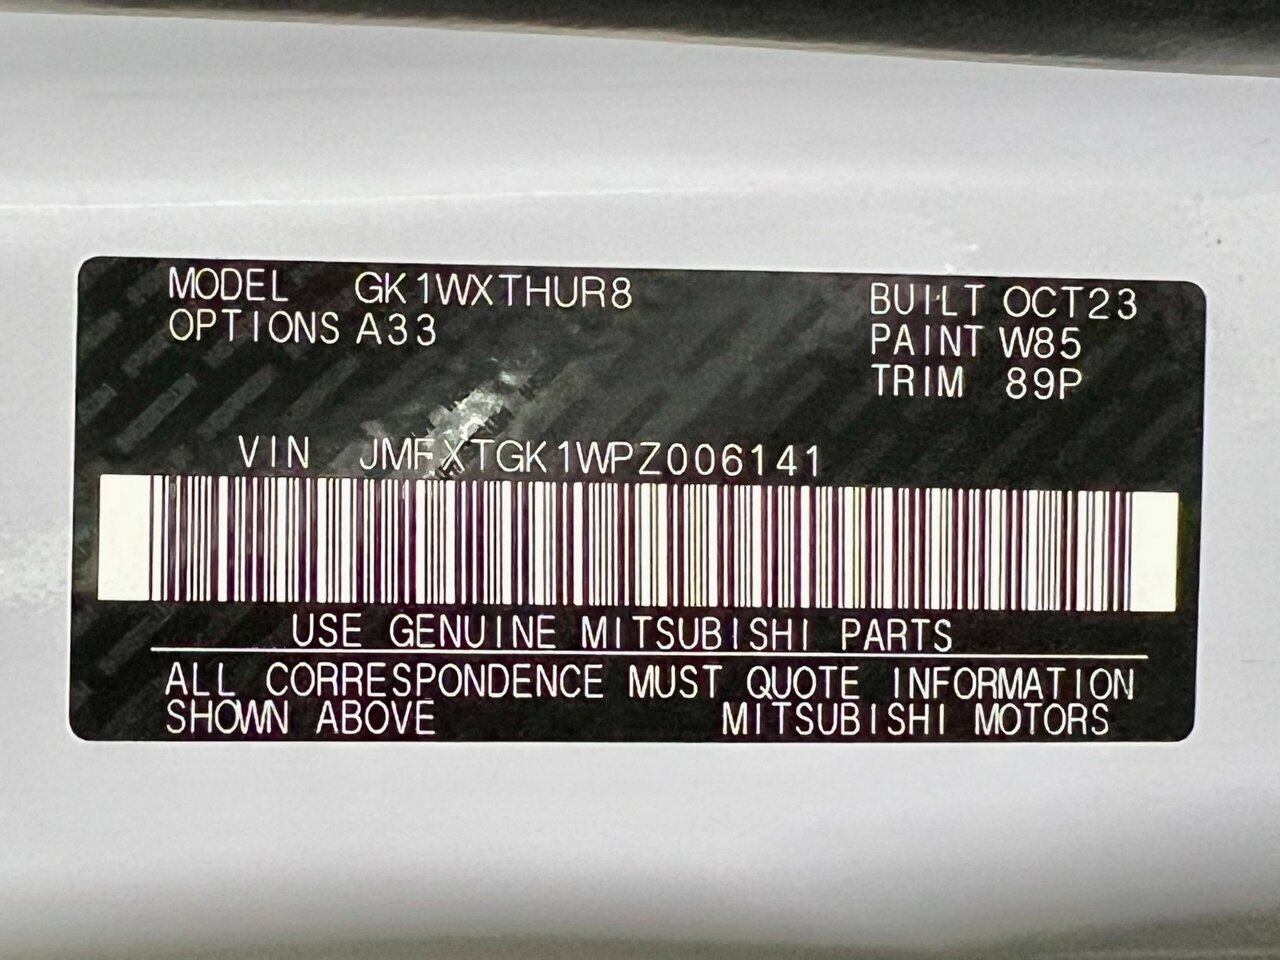 MODEL GK1WXTHUR8 BUILT OCT23
OPTIONS A33 PAINT W85
TRIM 89P
VIN JMFXTGK1WPZ006141
USE GENUINE MITSUBISHI PARTS
ALL CORRESPONDENCE MUST QUOTE INFORMATION
SHOWN ABOVE MITSUBISHI MOTORS